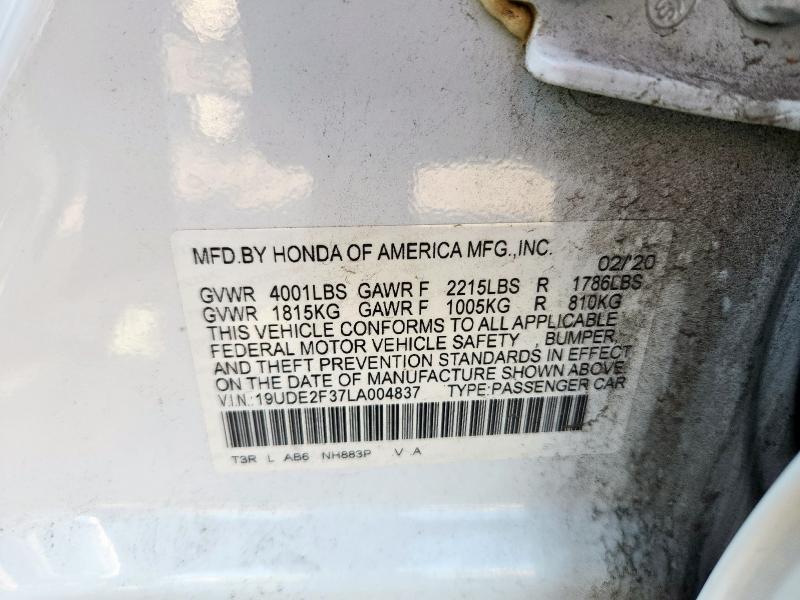 MFD.BY HONDA OF AMERICA MFG.,INC. 02/20
GVWR 4001LBS GAWR F 2215LBS R 1786LBS
GVWR 1815KG GAWR F 1005KG R 810KG
THIS VEHICLE CONFORMS TO ALL APPLICABLE
FEDERAL MOTOR VEHICLE SAFETY , BUMPER,
AND THEFT PREVENTION STANDARDS IN EFFECT
ON THE DATE OF MANUFACTURE SHOWN ABOVE.
V.I.N.:19UDE2F37LA004837 TYPE:PASSENGER CAR
T3R L AB6 NH883P V A